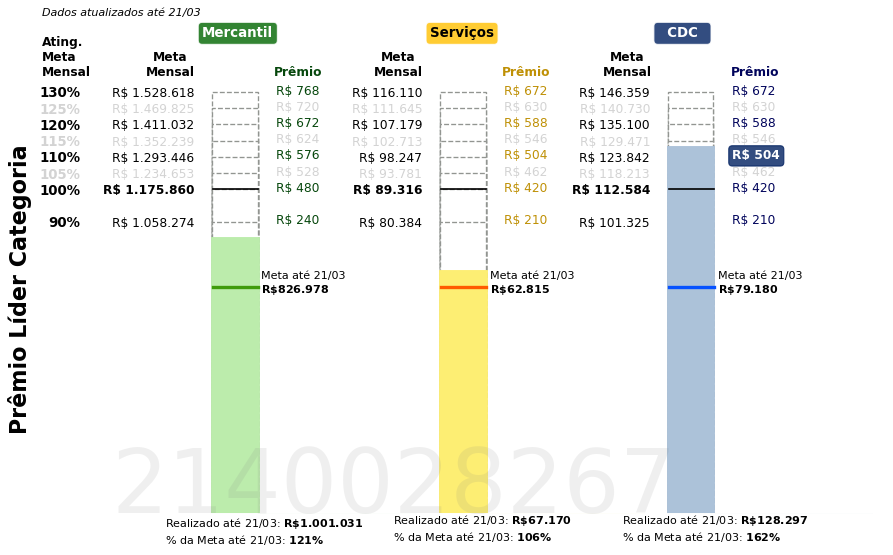 Dados atualizados até 21/03
Mercantil Serviços CDC
Ating. Meta Mensal Meta Mensal Prêmio Meta Mensal Prêmio Meta Mensal Prêmio
130% R$ 1.528.618 R$ 768 R$ 116.110 R$ 672 R$ 146.359 R$ 672
125% R$ 1.469.825 R$ 720 R$ 111.645 R$ 630 R$ 140.730 R$ 630
120% R$ 1.411.032 R$ 672 R$ 107.179 R$ 588 R$ 135.100 R$ 588
115% R$ 1.352.239 R$ 624 R$ 102.713 R$ 546 R$ 129.471 R$ 546
110% R$ 1.293.446 R$ 576 R$ 98.247 R$ 504 R$ 123.842 R$ 504
105% R$ 1.234.653 R$ 528 R$ 93.781 R$ 462 R$ 118.213 R$ 462
100% R$ 1.175.860 R$ 480 R$ 89.316 R$ 420 R$ 112.584 R$ 420
90% R$ 1.058.274 R$ 240 R$ 80.384 R$ 210 R$ 101.325 R$ 210
Meta até 21/03 Meta até 21/03 Meta até 21/03
R$826.978 R$62.815 R$79.180
Prêmio Líder Categoria
2140028267
Realizado até 21/03: R$1.001.031 Realizado até 21/03: R$67.170 Realizado até 21/03: R$128.297
% da Meta até 21/03: 121% % da Meta até 21/03: 106% % da Meta até 21/03: 162%